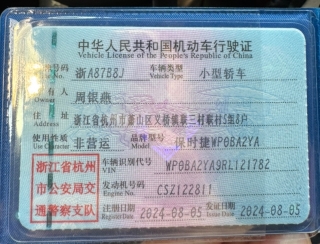 中华人民共和国机动车行驶证
Vehicle License of the People's Republic of China
号牌号码 浙A87B8J 车辆类型 小型轿车
Vehicle Type
所有人 周银燕
Owner
住址 浙江省杭州市萧山区义桥镇联三村联村5组8户
Address
使用性质 非营运 品牌型号 保时捷WP0BA2YA
Use Character Model
浙江省杭州市公安局交通警察支队
车辆识别代号 WP0BA2YA9RL121782
VIN
发动机号码 CSZ122811
Engine No.
注册日期 2024-08-05 发证日期 2024-08-05
Register Date Issue Date